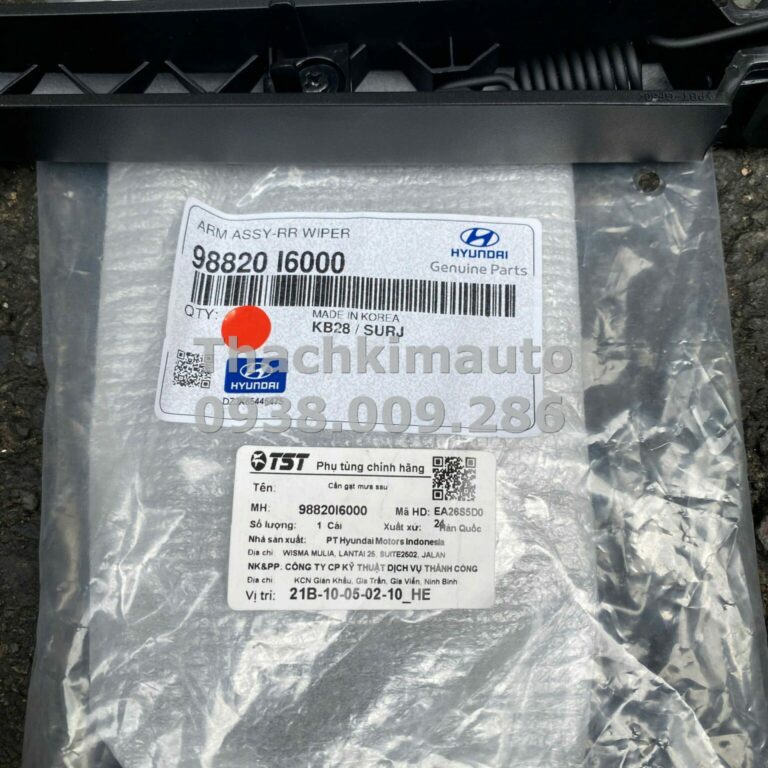 ARM ASSY-RR WIPER
98820 I6000
HYUNDAI
Genuine Parts
QTY:
MADE IN KOREA
KB28 / SURJ
HYUNDAI
Thachkimauto
0938.009.286
TST
Phụ tùng chính hãng
Tên: Cần gạt mưa sau
MH: 98820I6000
Mã HD: EA26S5D0
24
Số lượng: 1 Cái
Xuất xứ: Hàn Quốc
Nhà sản xuất: PT Hyundai Motors Indonesia
Địa chỉ: WISMA MULIA, LANTAI 25, SUITE2502, JALAN
NK&PP: CÔNG TY CP KỸ THUẬT DỊCH VỤ THÀNH CÔNG
Địa chỉ: KCN Gián Khẩu, Gia Trấn, Gia Viễn, Ninh Bình
Vị trí: 21B-10-05-02-10_HE